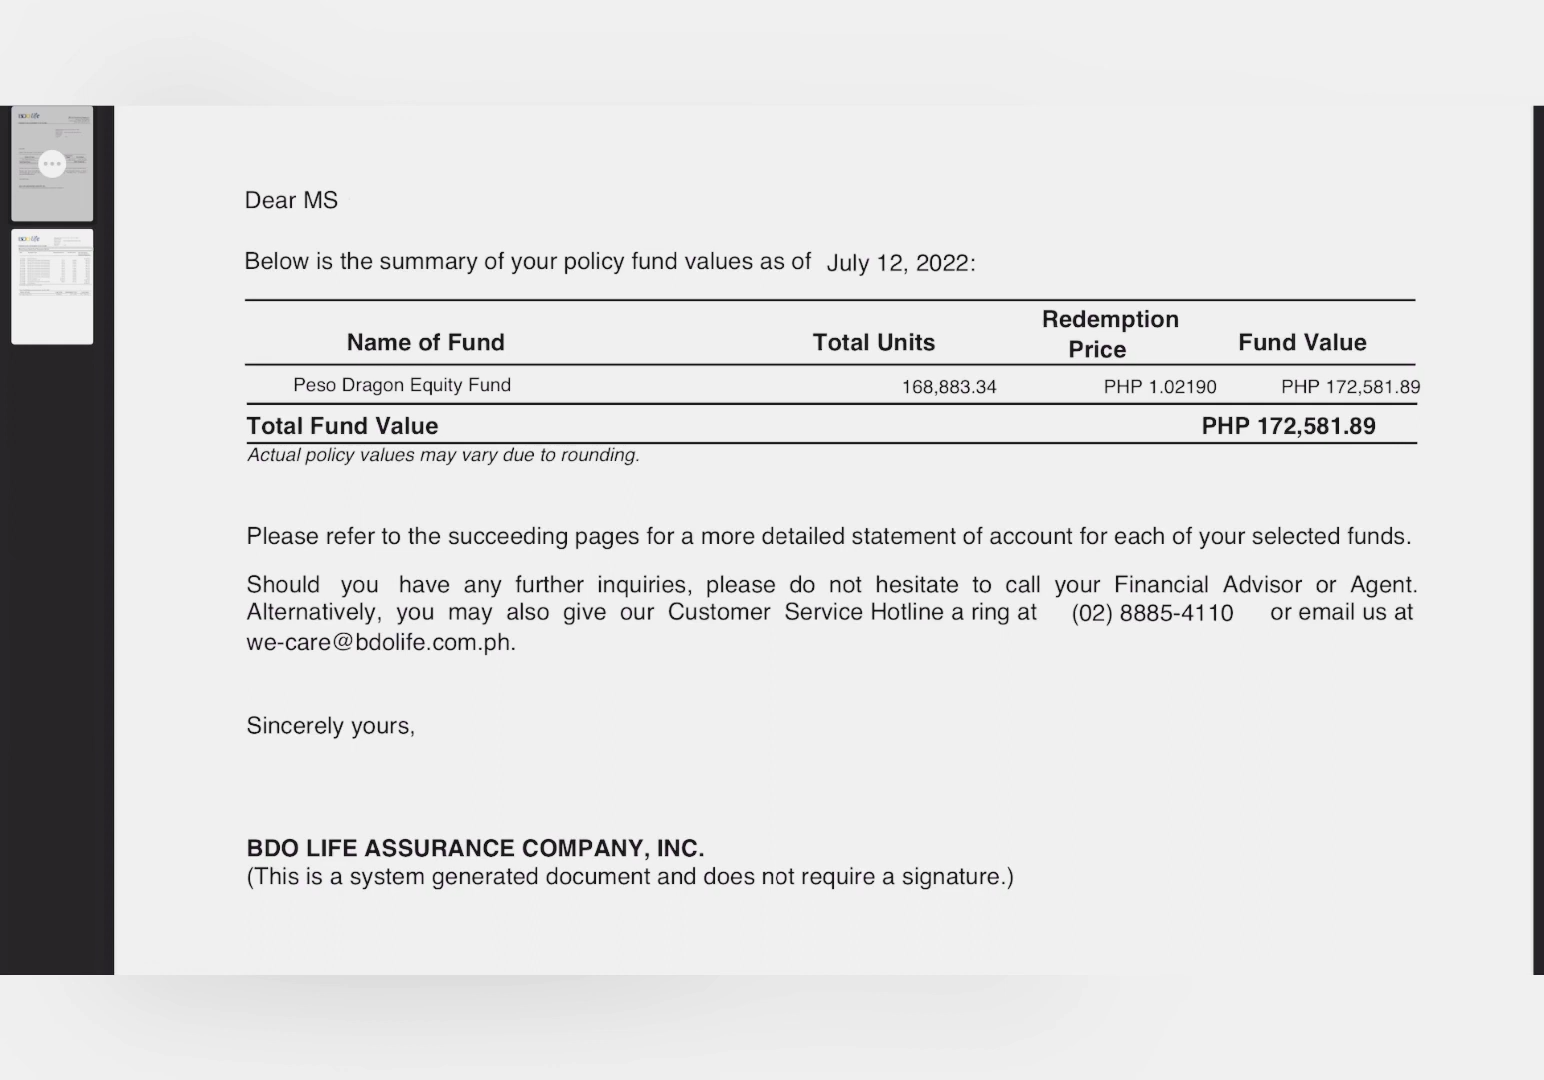 Dear MS
Below is the summary of your policy fund values as of July 12, 2022:
Name of Fund Total Units Redemption Price Fund Value
Peso Dragon Equity Fund 168,883.34 PHP 1.02190 PHP 172,581.89
Total Fund Value PHP 172,581.89
Actual policy values may vary due to rounding.
Please refer to the succeeding pages for a more detailed statement of account for each of your selected funds.
Should you have any further inquiries, please do not hesitate to call your Financial Advisor or Agent.
Alternatively, you may also give our Customer Service Hotline a ring at (02) 8885-4110 or email us at
we-care@bdolife.com.ph.
Sincerely yours,
BDO LIFE ASSURANCE COMPANY, INC.
(This is a system generated document and does not require a signature.)